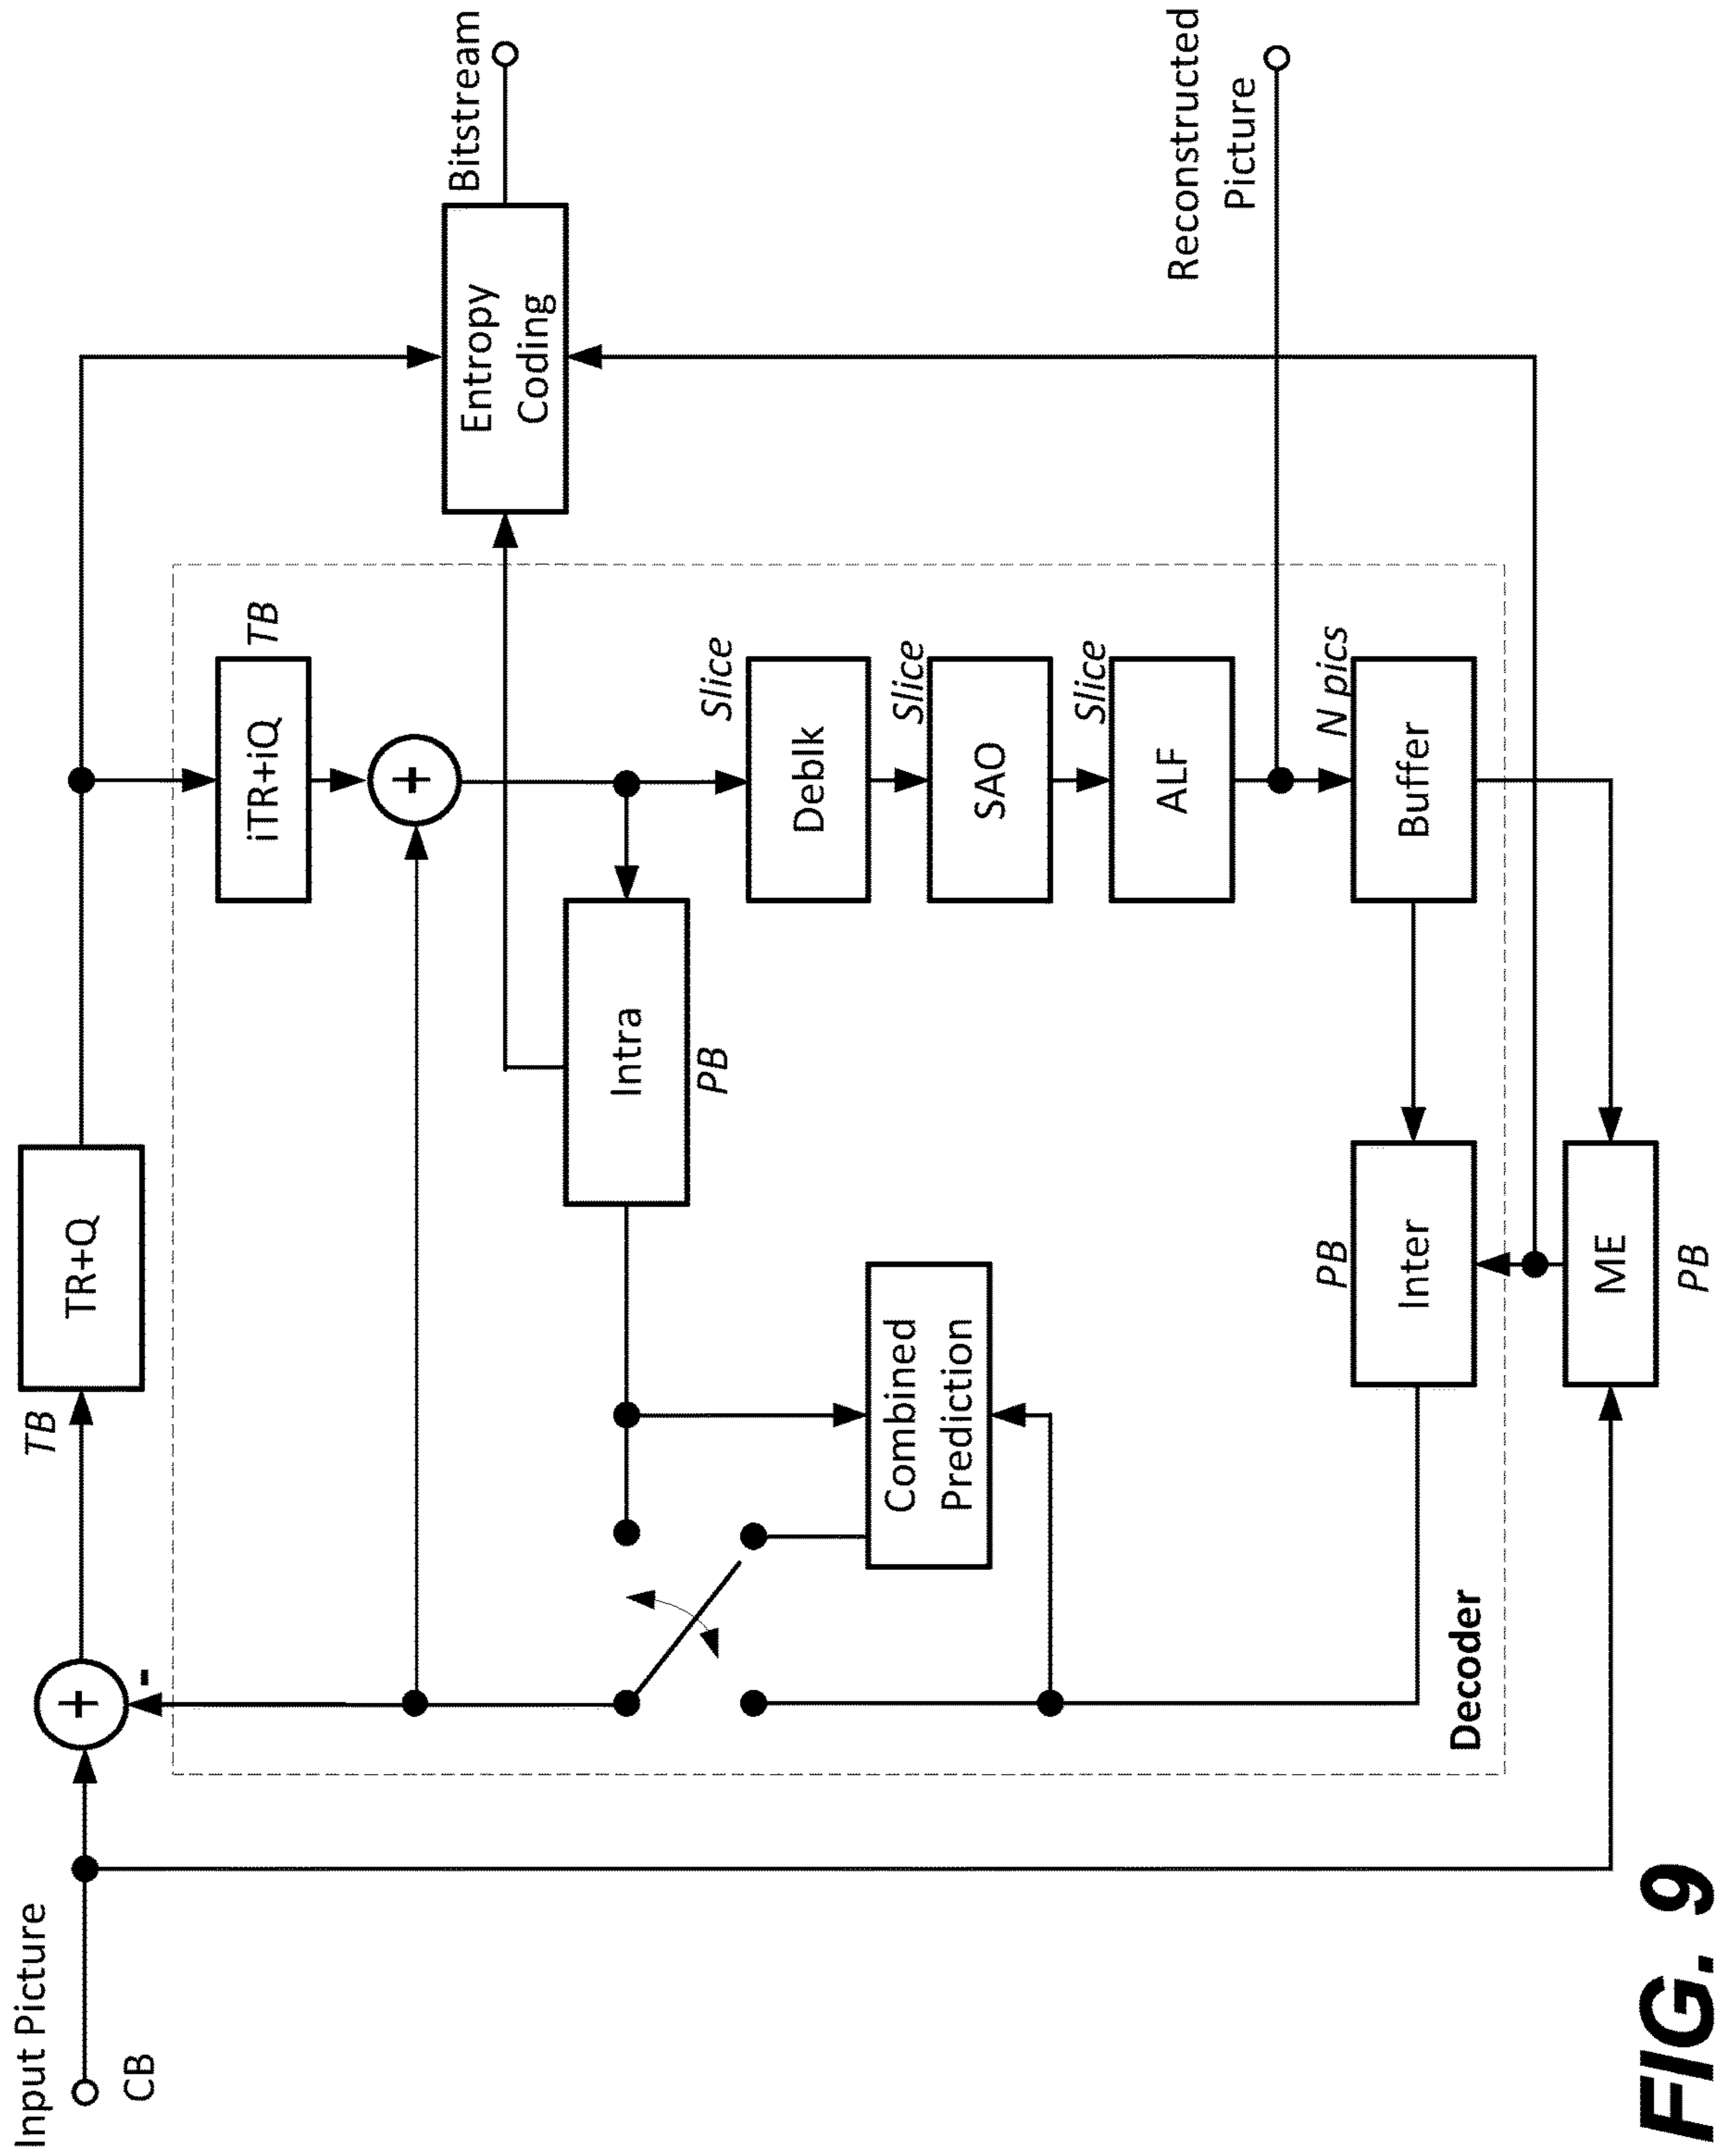 Input Picture
CB
+
-
TB
TR+Q
iTR+iQ
TB
+
Entropy
Coding
Bitstream
Intra
PB
Deblk
Slice
SAO
Slice
ALF
Slice
Reconstructed
Picture
Combined
Prediction
Buffer
N pics
Inter
PB
Decoder
ME
PB
FIG. 9